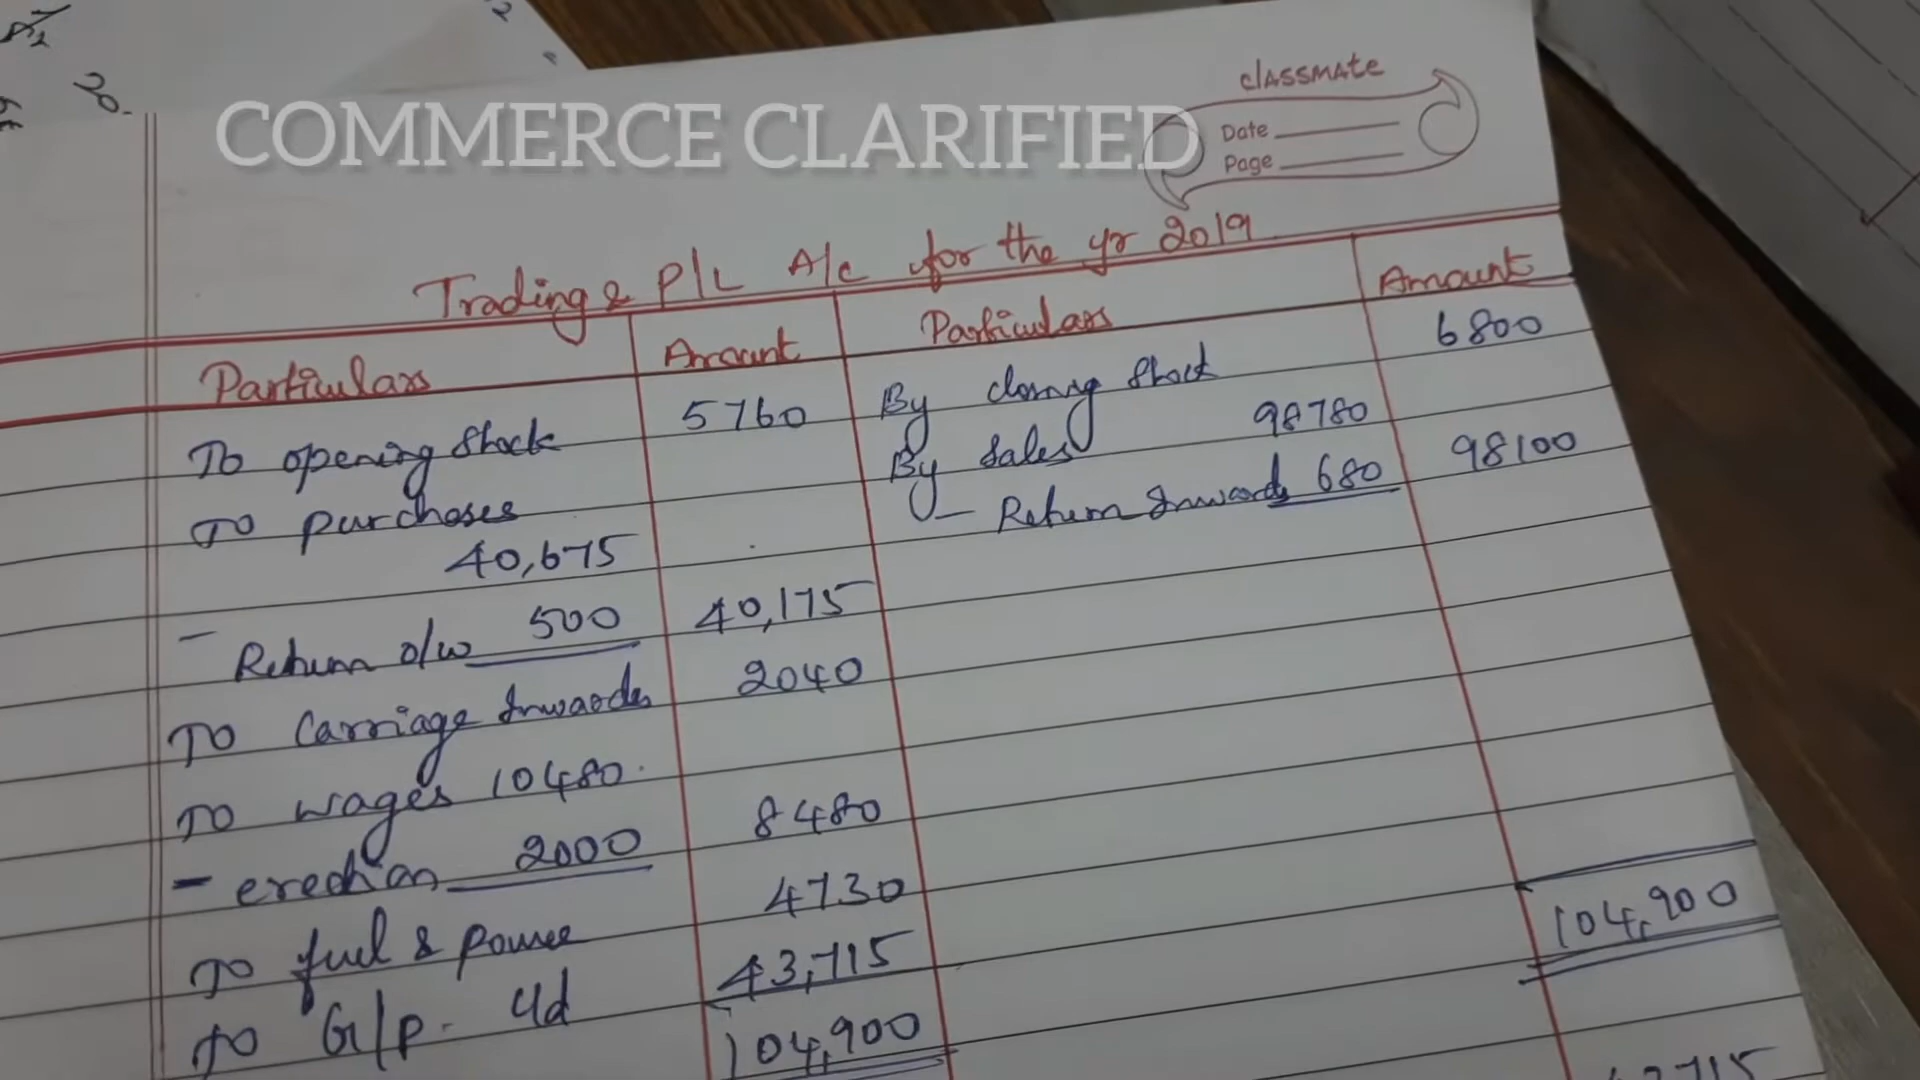 20.
COMMERCE CLARIFIED
classmate
Date
Page
Trading & P/L A/c for the yr 2019
Particulars Amount Particulars Amount
To opening Stock 5760 By closing Stock 6800
To purchases By Sales 98780
40,675 - Return Inwards 680 98100
- Return o/w 500 40,175
To Carriage Inwards 2040
To wages 10480.
- erection 2000 8480
To fuel & Power 4730
To G/p. c/d 43,715
104,900 104,900